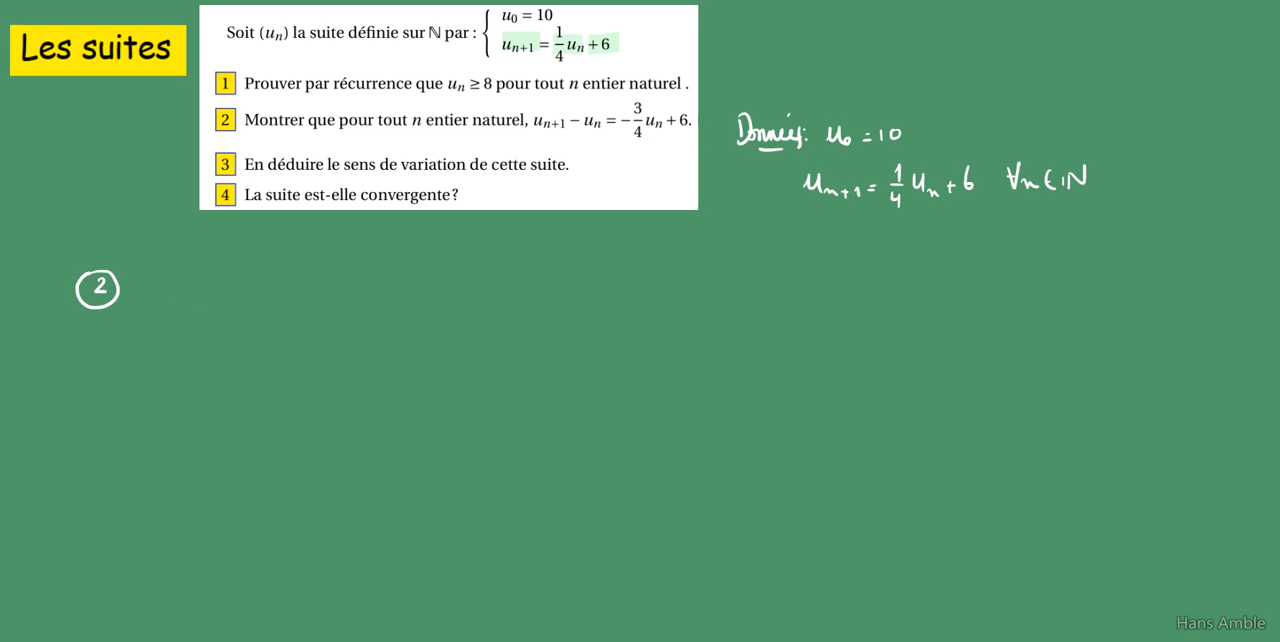 Les suites
Soit (uₙ) la suite définie sur ℕ par : { u₀ = 10
uₙ₊₁ = 1/4 uₙ + 6
1 Prouver par récurrence que uₙ ≥ 8 pour tout n entier naturel .
2 Montrer que pour tout n entier naturel, uₙ₊₁ − uₙ = −3/4 uₙ + 6.
3 En déduire le sens de variation de cette suite.
4 La suite est-elle convergente ?
Données: u₀ = 10
uₙ₊₁ = 1/4 uₙ + 6 ∀n ∈ ℕ
2
Hans Amble